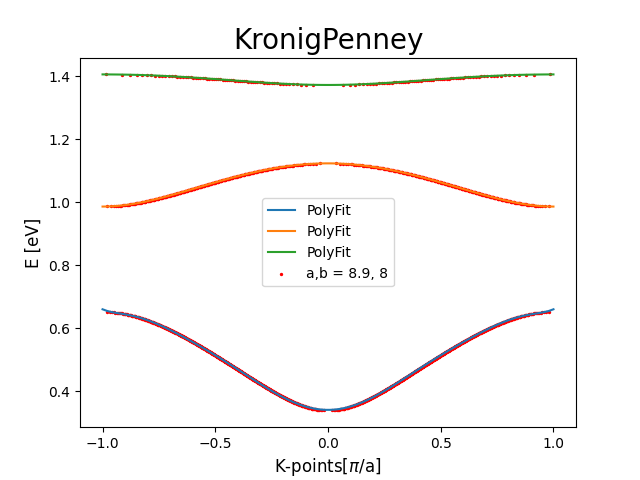 KronigPenney
1.4
1.2
1.0
0.8
0.6
0.4
E [eV]
PolyFit
PolyFit
PolyFit
a,b = 8.9, 8
−1.0 −0.5 0.0 0.5 1.0
K-points[π/a]